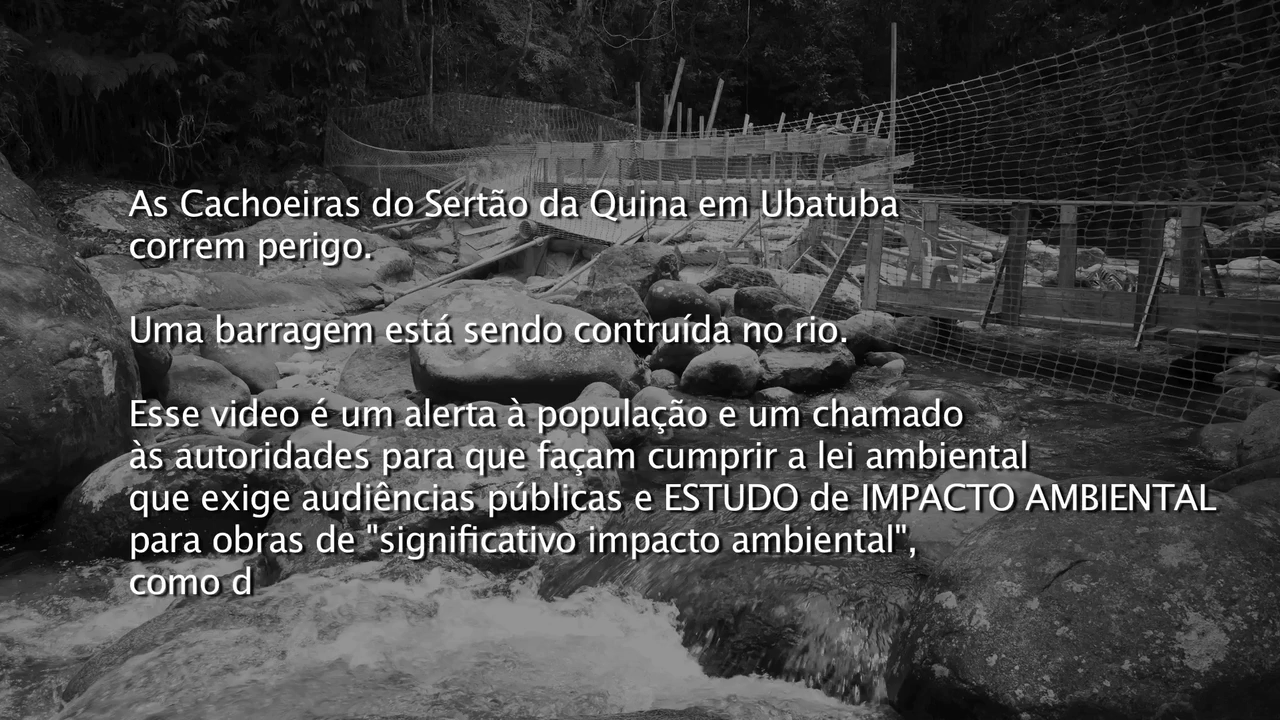 As Cachoeiras do Sertão da Quina em Ubatuba
correm perigo.
Uma barragem está sendo contruída no rio.
Esse video é um alerta à população e um chamado
às autoridades para que façam cumprir a lei ambiental
que exige audiências públicas e ESTUDO de IMPACTO AMBIENTAL
para obras de "significativo impacto ambiental",
como d